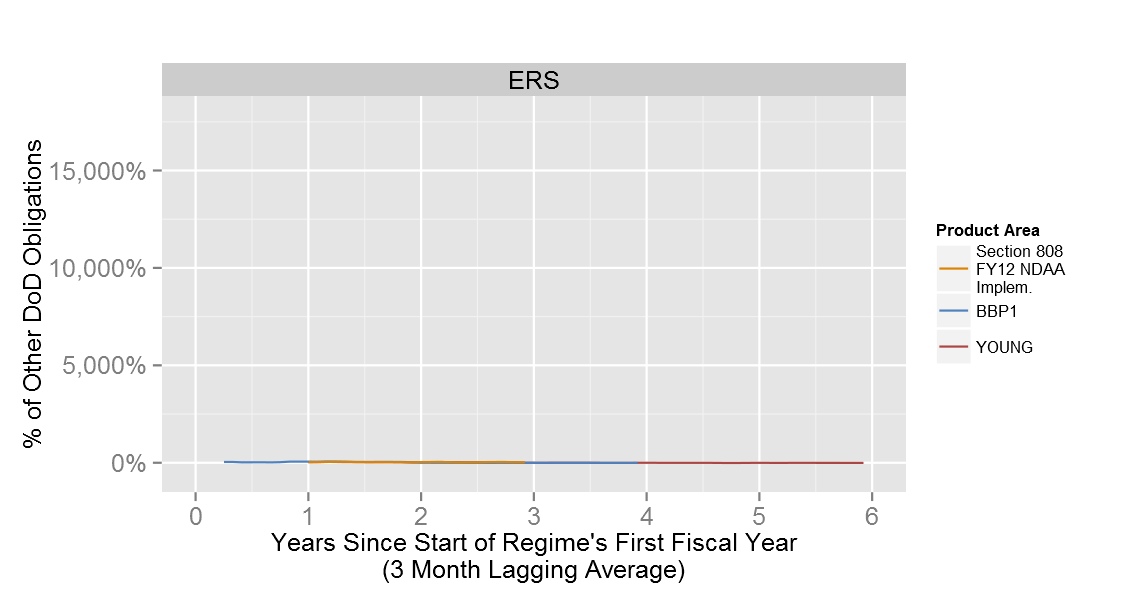 ERS
% of Other DoD Obligations
15,000%
10,000%
5,000%
0%
0 1 2 3 4 5 6
Years Since Start of Regime's First Fiscal Year
(3 Month Lagging Average)
Product Area
Section 808
FY12 NDAA
Implem.
BBP1
YOUNG